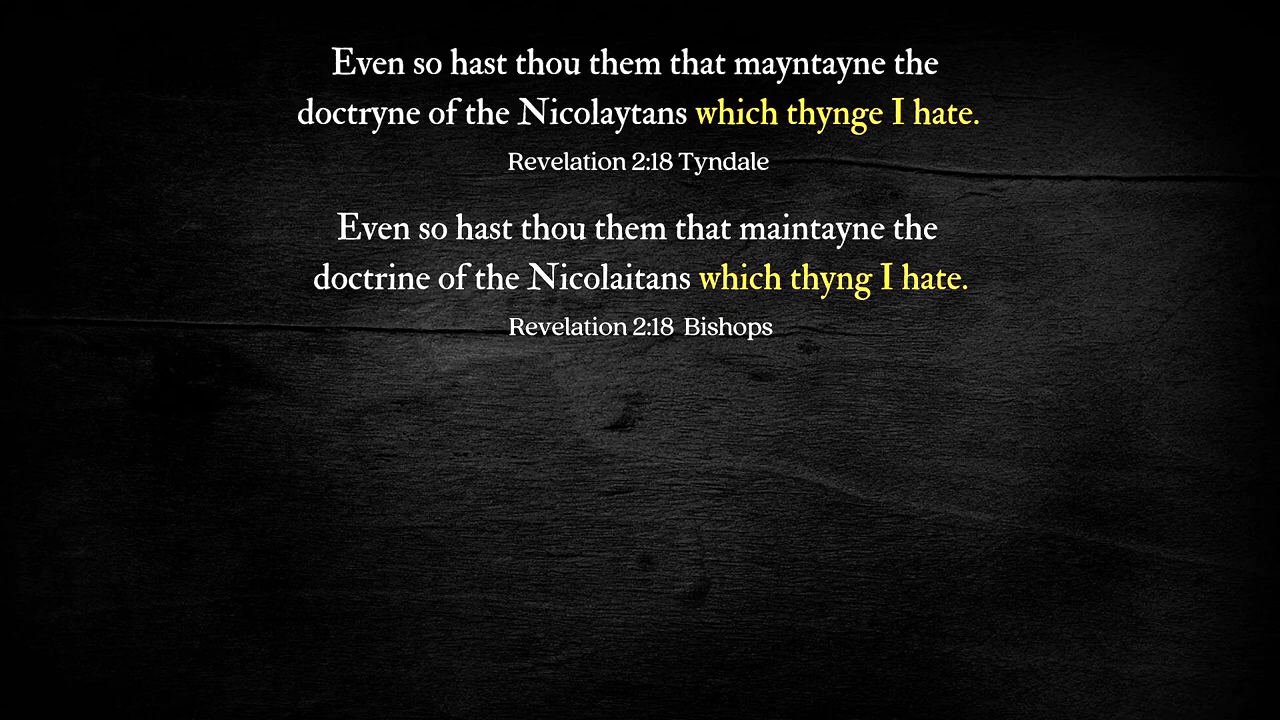 Even so hast thou them that mayntayne the
doctryne of the Nicolaytans which thynge I hate.
Revelation 2:18 Tyndale
Even so hast thou them that maintayne the
doctrine of the Nicolaitans which thyng I hate.
Revelation 2:18 Bishops